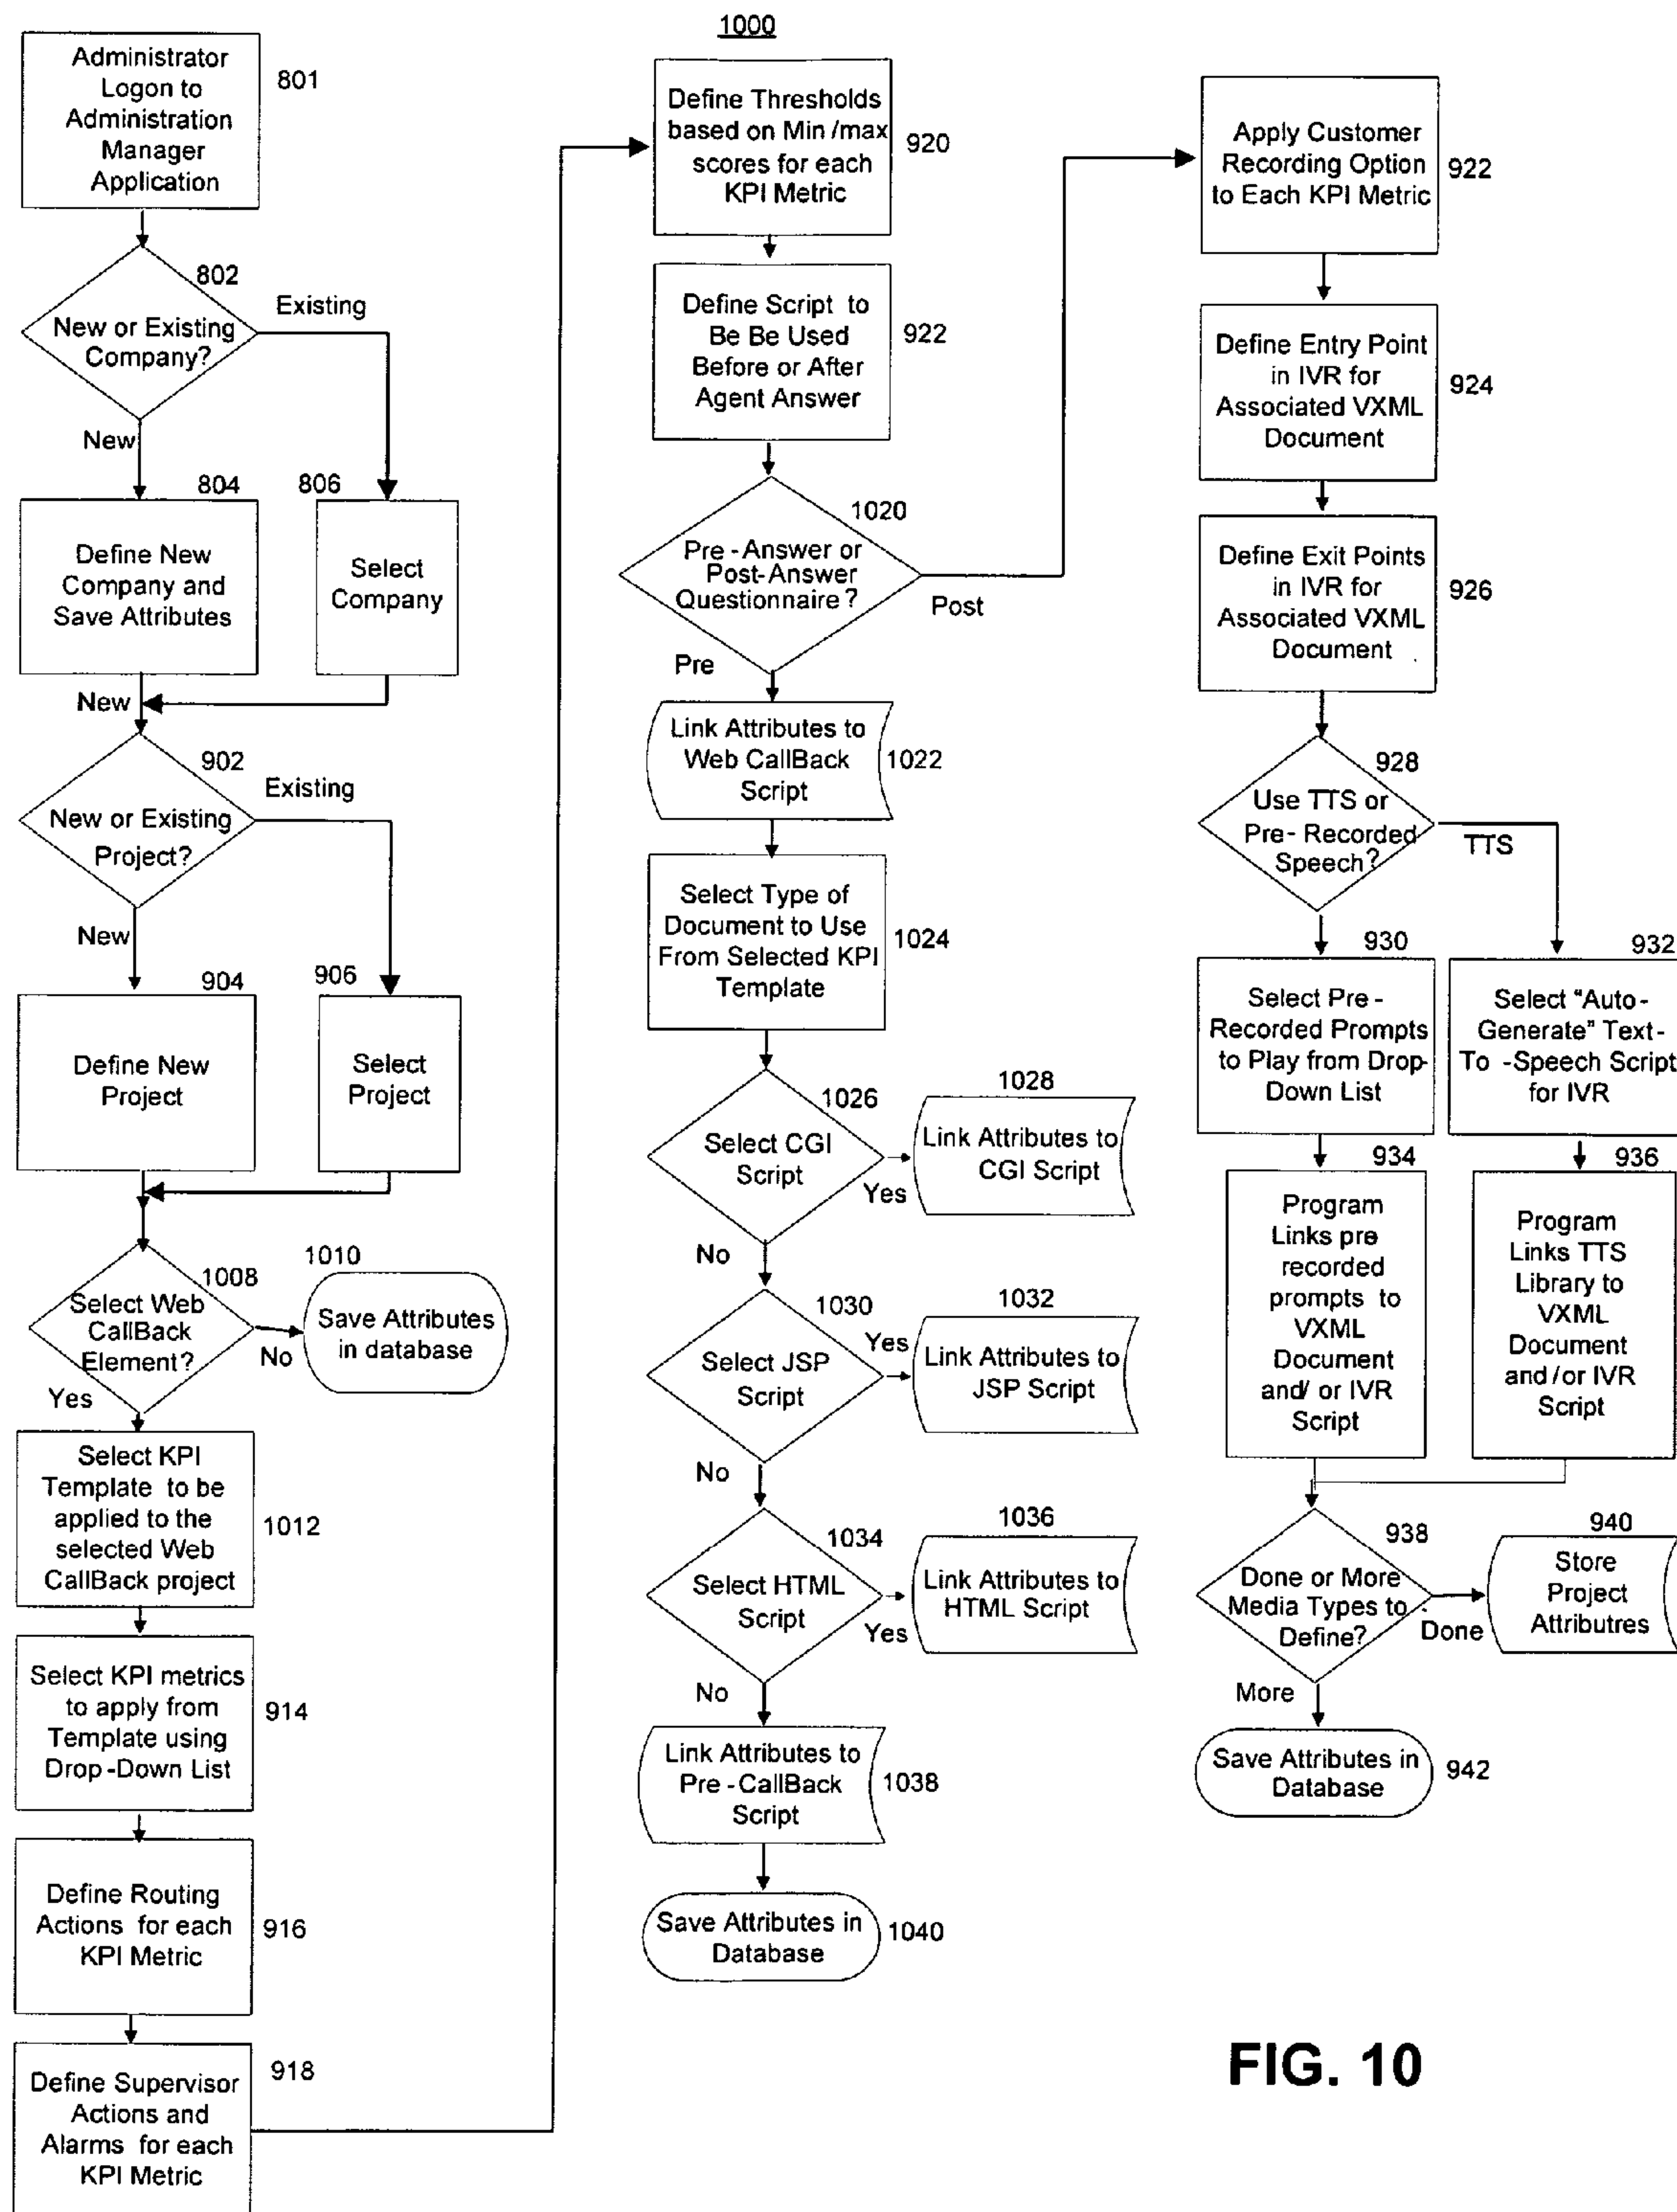 1000
Administrator
Logon to
Administration
Manager
Application
801
802
New or Existing
Company?
Existing
New
804
Define New
Company and
Save Attributes
806
Select
Company
New
902
New or Existing
Project?
Existing
New
904
Define New
Project
906
Select
Project
1008
Select Web
CallBack
Element?
No
Yes
1010
Save Attributes
in database
Select KPI
Template to be
applied to the
selected Web
CallBack project
1012
Select KPI metrics
to apply from
Template using
Drop-Down List
914
Define Routing
Actions for each
KPI Metric
916
Define Supervisor
Actions and
Alarms for each
KPI Metric
918
Define Thresholds
based on Min /max
scores for each
KPI Metric
920
Define Script to
Be Be Used
Before or After
Agent Answer
922
1020
Pre - Answer or
Post-Answer
Questionnaire?
Post
Pre
Link Attributes to
Web CallBack
Script
1022
Select Type of
Document to Use
From Selected KPI
Template
1024
1026
Select CGI
Script
Yes
No
1028
Link Attributes to
CGI Script
1030
Select JSP
Script
Yes
No
1032
Link Attributes to
JSP Script
1034
Select HTML
Script
Yes
No
1036
Link Attributes to
HTML Script
Link Attributes to
Pre - CallBack
Script
1038
Save Attributes in
Database
1040
Apply Customer
Recording Option
to Each KPI Metric
922
Define Entry Point
in IVR for
Associated VXML
Document
924
Define Exit Points
in IVR for
Associated VXML
Document
926
928
Use TTS or
Pre- Recorded
Speech?
TTS
930
Select Pre -
Recorded Prompts
to Play from Drop-
Down List
932
Select "Auto -
Generate" Text-
To -Speech Script
for IVR
934
Program
Links pre
recorded
prompts to
VXML
Document
and/ or IVR
Script
936
Program
Links TTS
Library to
VXML
Document
and /or IVR
Script
938
Done or More
Media Types to
Define?
Done
More
940
Store
Project
Attributres
Save Attributes in
Database
942
FIG. 10